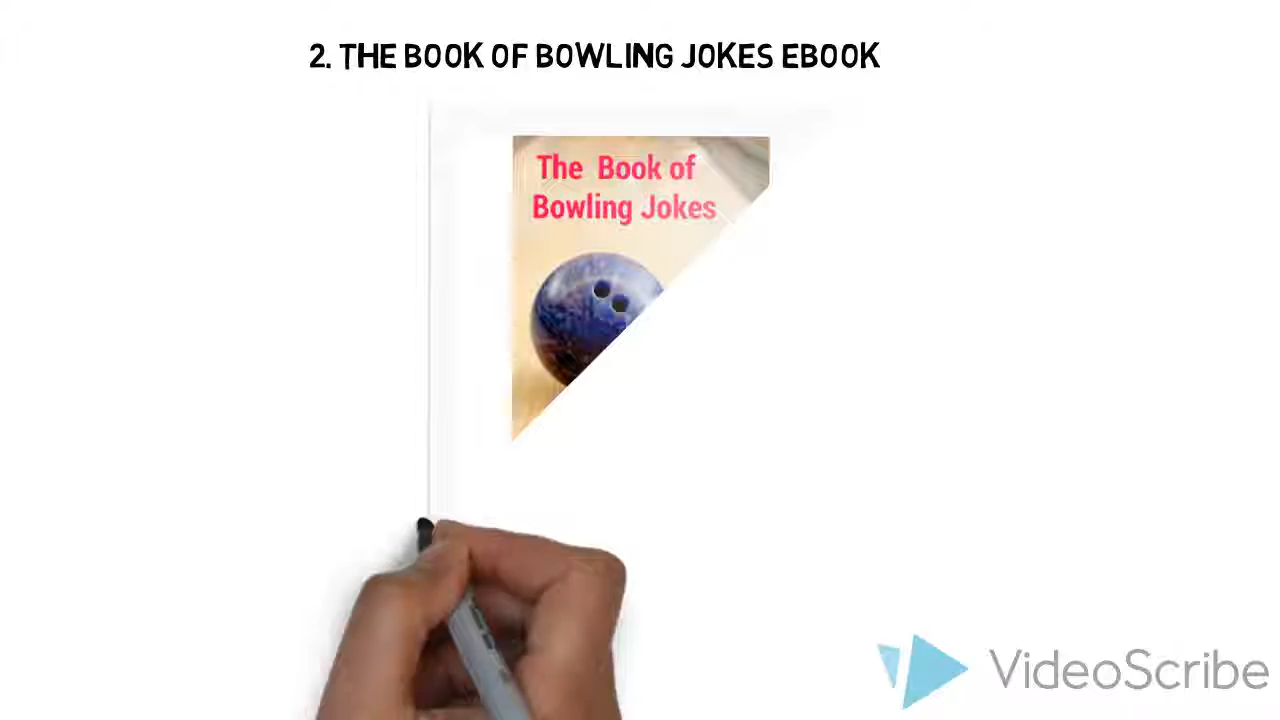 2. THE BOOK OF BOWLING JOKES EBOOK
The Book of
Bowling Jokes
VideoScribe